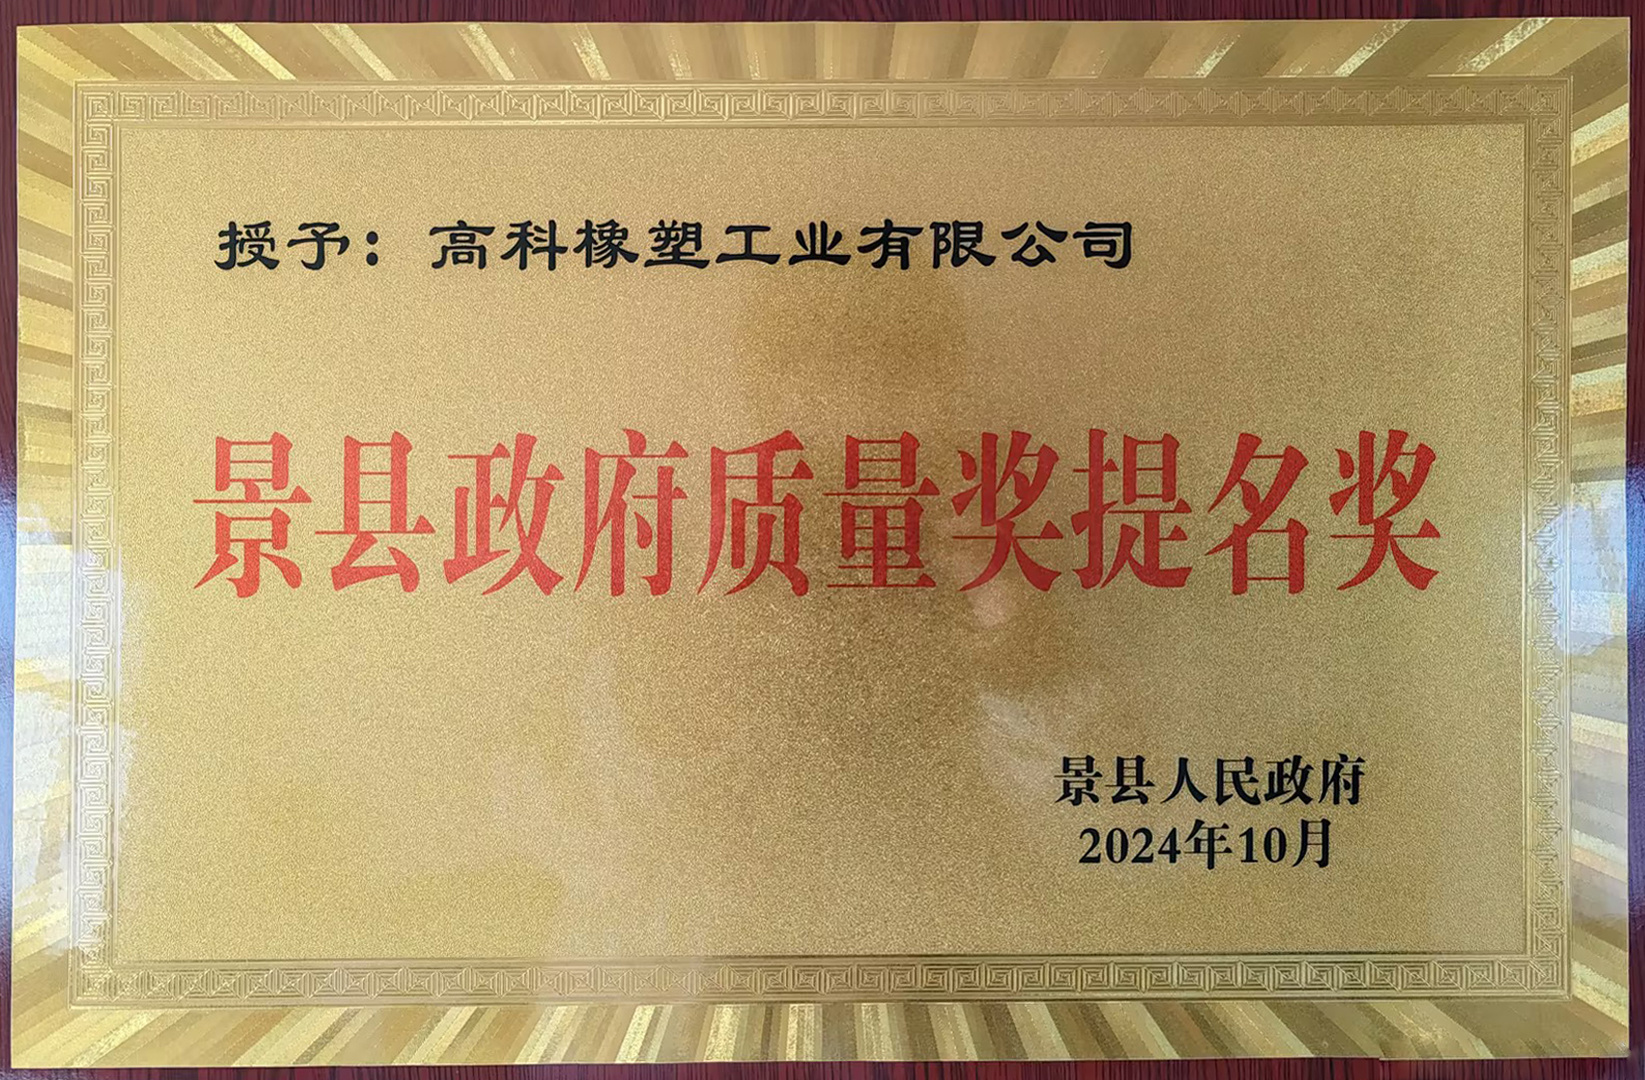 授予：高科橡塑工业有限公司
景县政府质量奖提名奖
景县人民政府
2024年10月